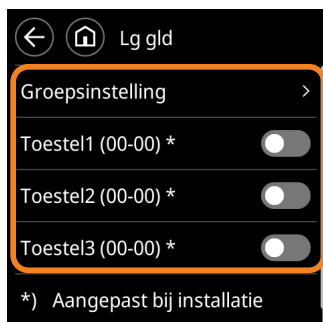 Lg gld
Groepsinstelling
Toestel1 (00-00) *
Toestel2 (00-00) *
Toestel3 (00-00) *
*) Aangepast bij installatie